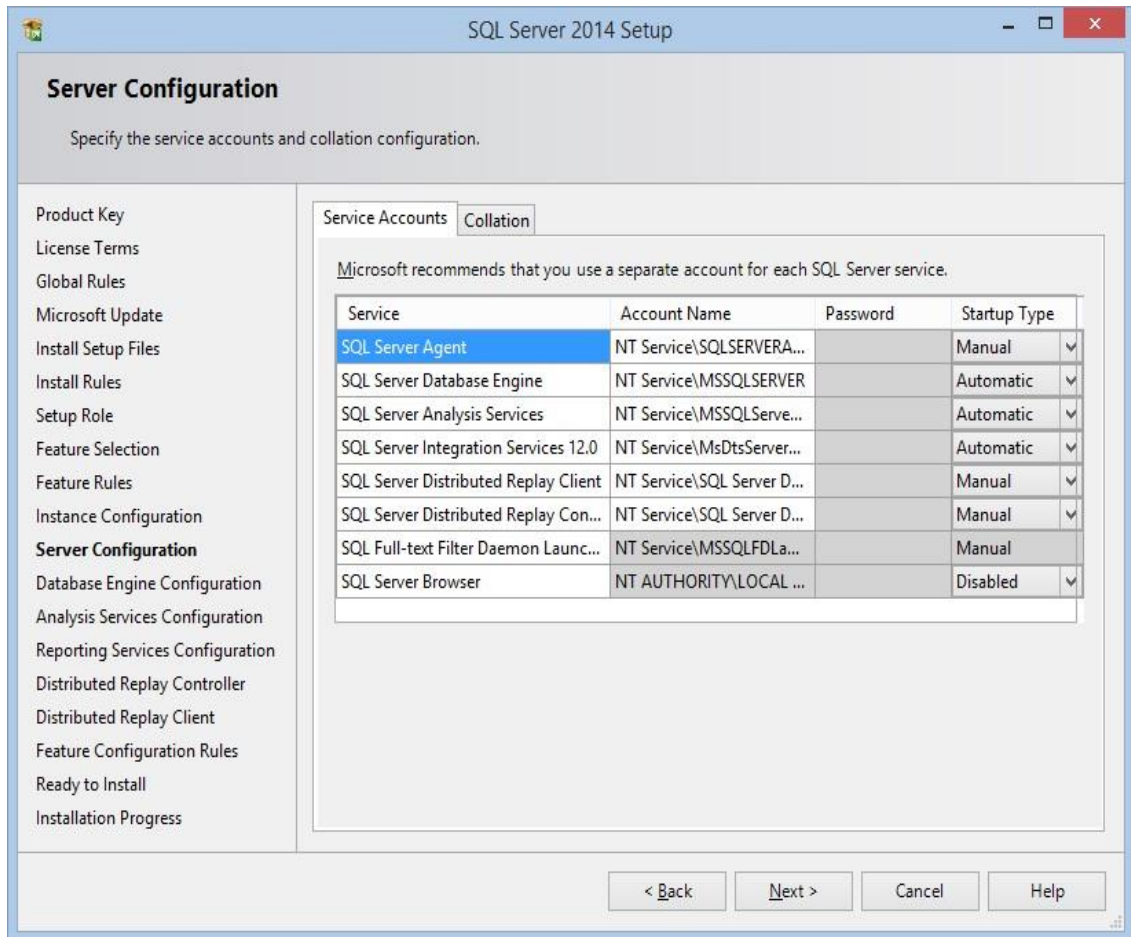 SQL Server 2014 Setup
Server Configuration
Specify the service accounts and collation configuration.
Product Key
License Terms
Global Rules
Microsoft Update
Install Setup Files
Install Rules
Setup Role
Feature Selection
Feature Rules
Instance Configuration
Server Configuration
Database Engine Configuration
Analysis Services Configuration
Reporting Services Configuration
Distributed Replay Controller
Distributed Replay Client
Feature Configuration Rules
Ready to Install
Installation Progress
Service Accounts Collation
Microsoft recommends that you use a separate account for each SQL Server service.
Service Account Name Password Startup Type
SQL Server Agent NT Service\SQLSERVERA... Manual
SQL Server Database Engine NT Service\MSSQLSERVER Automatic
SQL Server Analysis Services NT Service\MSSQLServe... Automatic
SQL Server Integration Services 12.0 NT Service\MsDtsServer... Automatic
SQL Server Distributed Replay Client NT Service\SQL Server D... Manual
SQL Server Distributed Replay Con... NT Service\SQL Server D... Manual
SQL Full-text Filter Daemon Launc... NT Service\MSSQLFDLa... Manual
SQL Server Browser NT AUTHORITY\LOCAL ... Disabled
< Back Next > Cancel Help